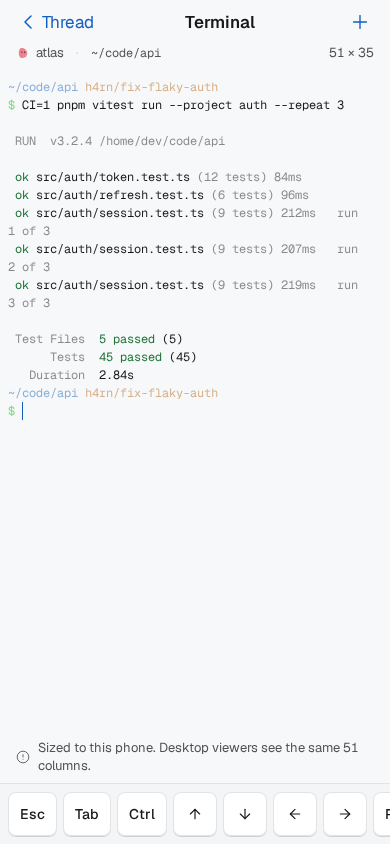 Thread
Terminal
atlas · ~/code/api
51 × 35
~/code/api h4rn/fix-flaky-auth
$ CI=1 pnpm vitest run --project auth --repeat 3
RUN v3.2.4 /home/dev/code/api
ok src/auth/token.test.ts (12 tests) 84ms
ok src/auth/refresh.test.ts (6 tests) 96ms
ok src/auth/session.test.ts (9 tests) 212ms run
1 of 3
ok src/auth/session.test.ts (9 tests) 207ms run
2 of 3
ok src/auth/session.test.ts (9 tests) 219ms run
3 of 3
Test Files 5 passed (5)
Tests 45 passed (45)
Duration 2.84s
~/code/api h4rn/fix-flaky-auth
$
Sized to this phone. Desktop viewers see the same 51
columns.
Esc Tab Ctrl ↑ ↓ ← →